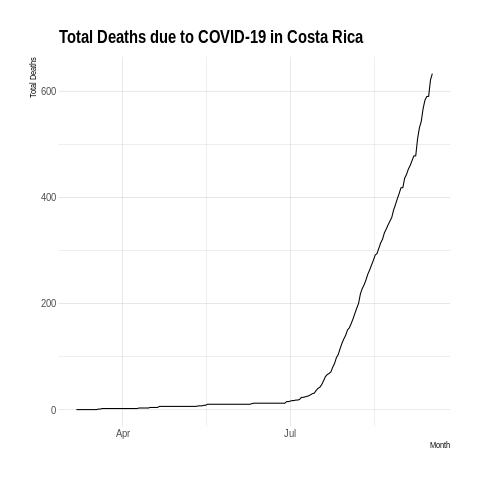 Total Deaths due to COVID-19 in Costa Rica
Total Deaths
600
400
200
0
Apr
Jul
Month